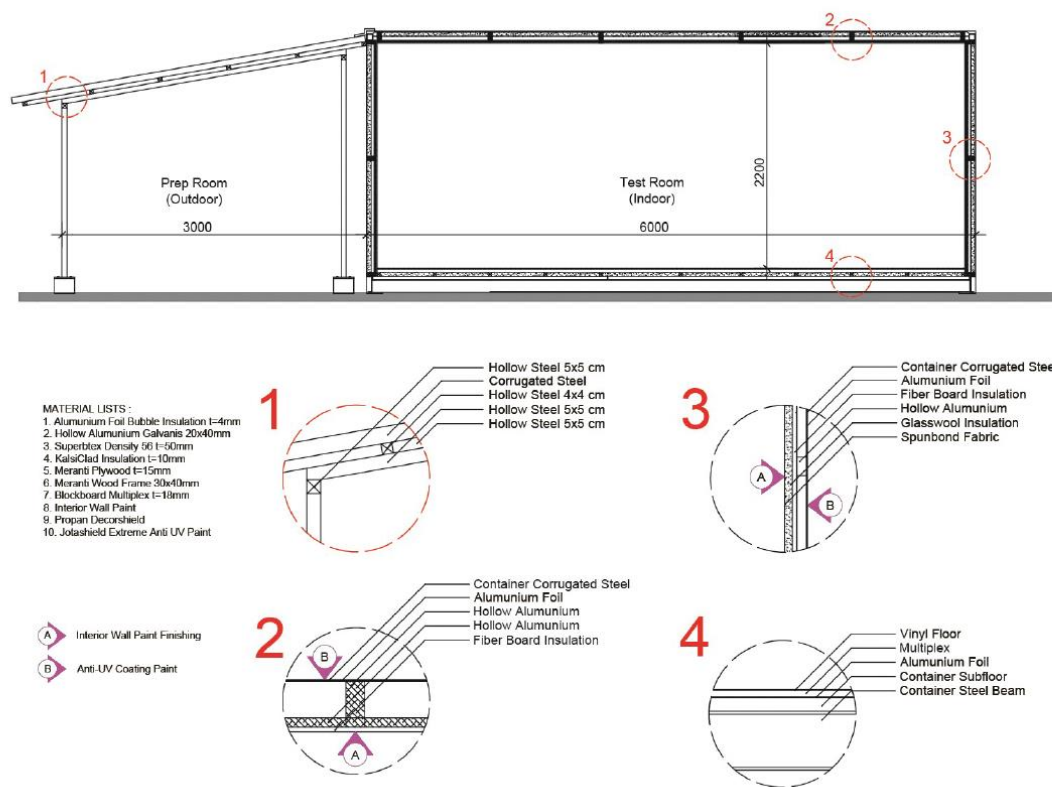 2
1
3
Prep Room
(Outdoor)
Test Room
(Indoor)
2200
3000
6000
4
1
Hollow Steel 5x5 cm
Corrugated Steel
Hollow Steel 4x4 cm
Hollow Steel 5x5 cm
Hollow Steel 5x5 cm
3
Container Corrugated Steel
Alumunium Foil
Fiber Board Insulation
Hollow Alumunium
Glasswool Insulation
Spunbond Fabric
A
B
MATERIAL LISTS :
1. Alumunium Foil Bubble Insulation t=4mm
2. Hollow Alumunium Galvanis 20x40mm
3. Superbtex Density 56 t=50mm
4. KalsiClad Insulation t=10mm
5. Meranti Plywood t=15mm
6. Meranti Wood Frame 30x40mm
7. Blockboard Multiplex t=18mm
8. Interior Wall Paint
9. Propan Decorshield
10. Jotashield Extreme Anti UV Paint
A Interior Wall Paint Finishing
B Anti-UV Coating Paint
2
Container Corrugated Steel
Alumunium Foil
Hollow Alumunium
Hollow Alumunium
Fiber Board Insulation
B
A
4
Vinyl Floor
Multiplex
Alumunium Foil
Container Subfloor
Container Steel Beam